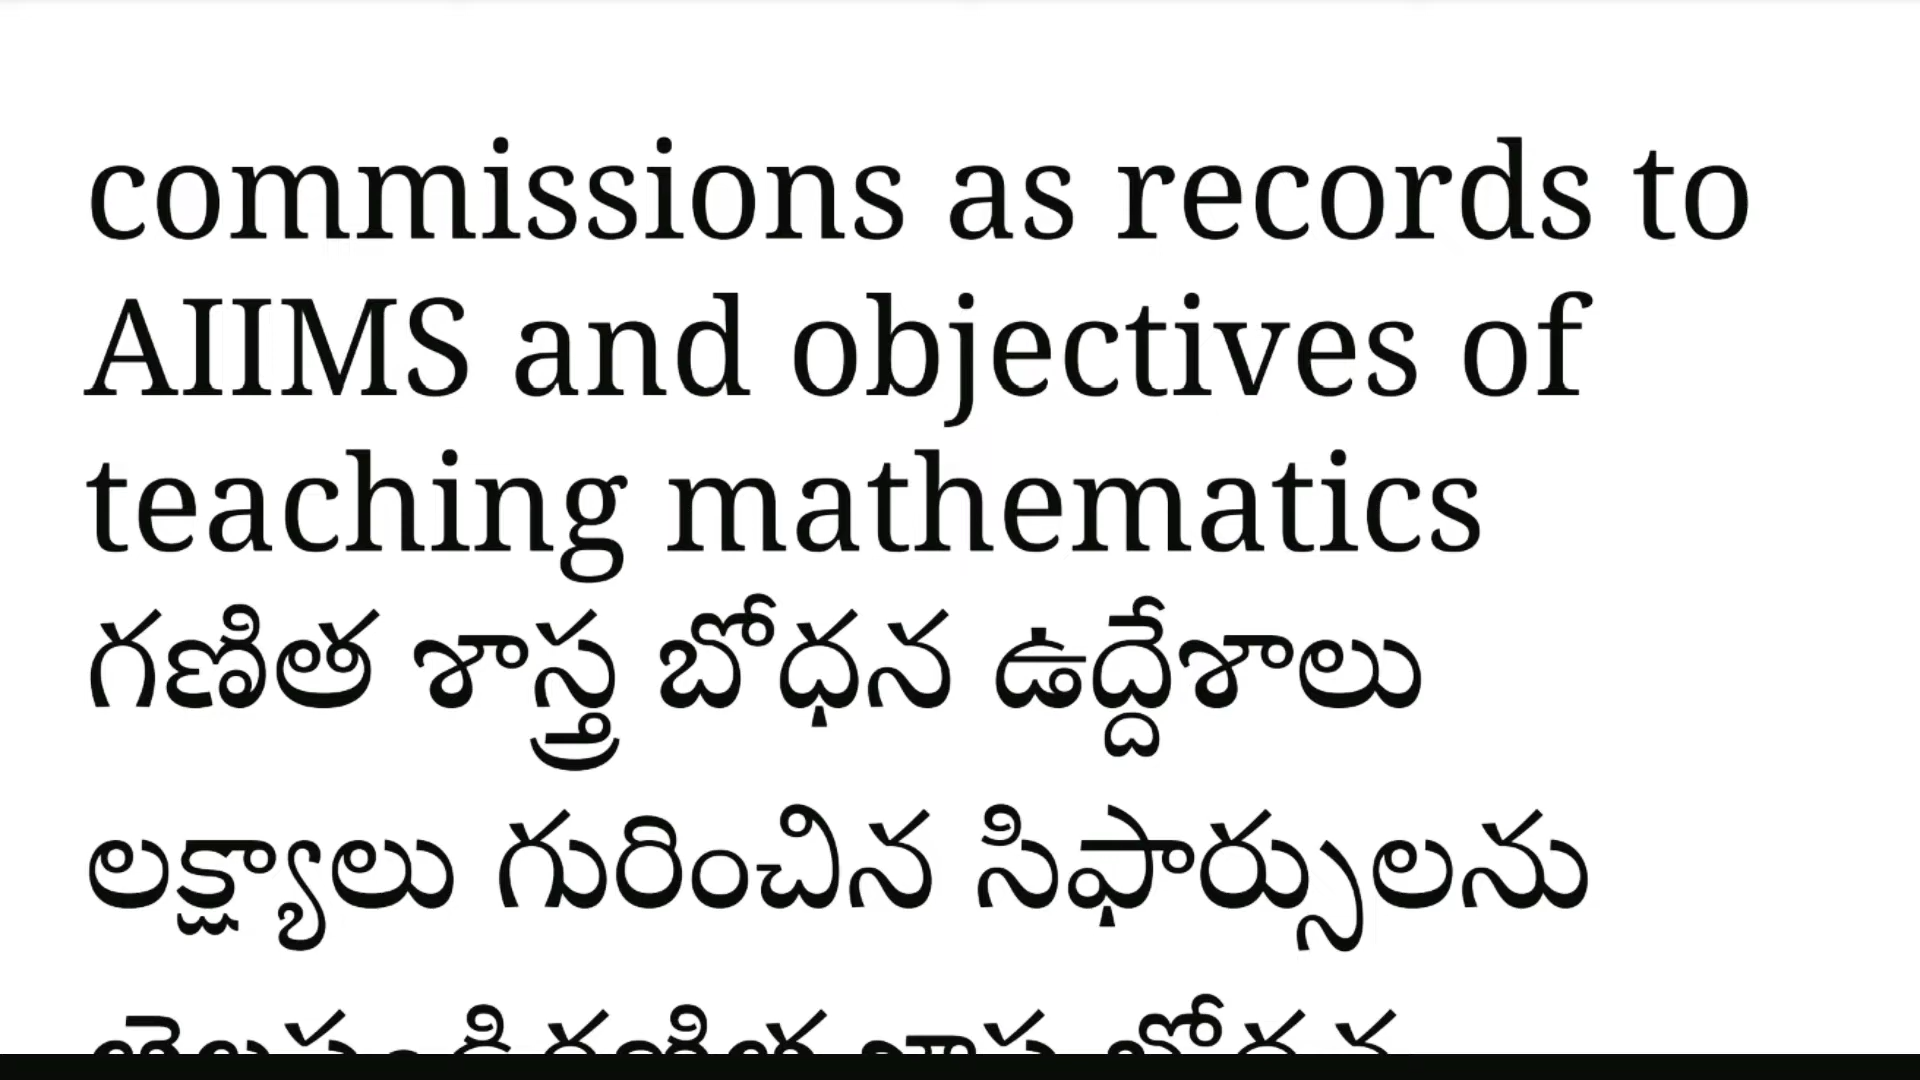 commissions as records to
AIIMS and objectives of
teaching mathematics
గణిత శాస్త్ర బోధన ఉద్దేశాలు
లక్ష్యాలు గురించిన సిఫార్సులను